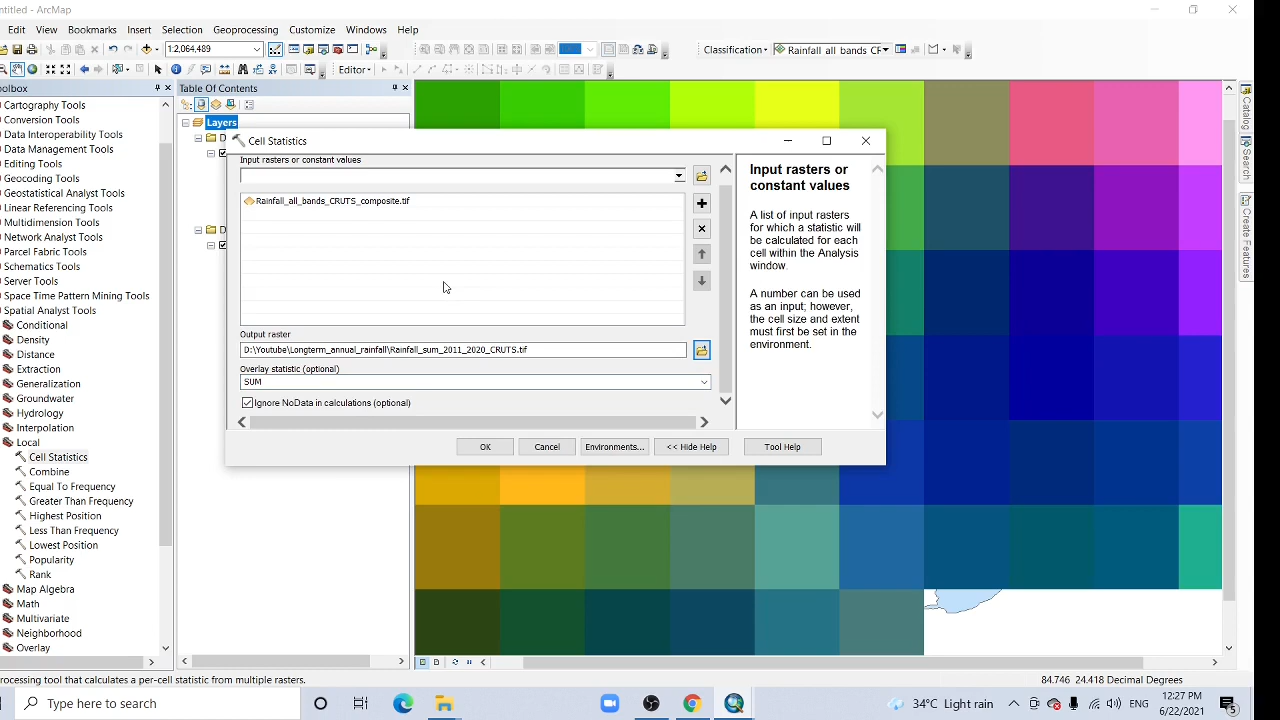 ntitled - ArcMap
Edit View Bookmarks Insert Selection Geoprocessing Customize Windows Help
1:2,064,489 Classification Rainfall_all_bands_CR
Editor
oolbox
Table Of Contents
Cartography Tools
Conversion Tools
Data Interoperability Tools
Data Management Tools
Editing Tools
Geocoding Tools
Geostatistical Analyst Tools
Linear Referencing Tools
Multidimension Tools
Network Analyst Tools
Parcel Fabric Tools
Schematics Tools
Server Tools
Space Time Pattern Mining Tools
Spatial Analyst Tools
Conditional
Density
Distance
Extraction
Generalization
Groundwater
Hydrology
Interpolation
Local
Cell Statistics
Combine
Equal To Frequency
Greater Than Frequency
Highest Position
Less Than Frequency
Lowest Position
Popularity
Rank
Map Algebra
Math
Multivariate
Neighborhood
Overlay
Layers
D
D
Cell Statistics
Input rasters or constant values
Rainfall_all_bands_CRUTS_composite.tif
Output raster
D:\Youtube\Longterm_annual_rainfall\Rainfall_sum_2011_2020_CRUTS.tif
Overlay statistic (optional)
SUM
Ignore NoData in calculations (optional)
OK Cancel Environments... << Hide Help Tool Help
Input rasters or
constant values
A list of input rasters
for which a statistic will
be calculated for each
cell within the Analysis
window.
A number can be used
as an input; however,
the cell size and extent
must first be set in the
environment.
Catalog
Search
Create Features
rocessing tool that calculates a per-cell statistic from multiple rasters.
84.746 24.418 Decimal Degrees
Type here to search
34°C Light rain
ENG
12:27 PM
6/22/2021
5